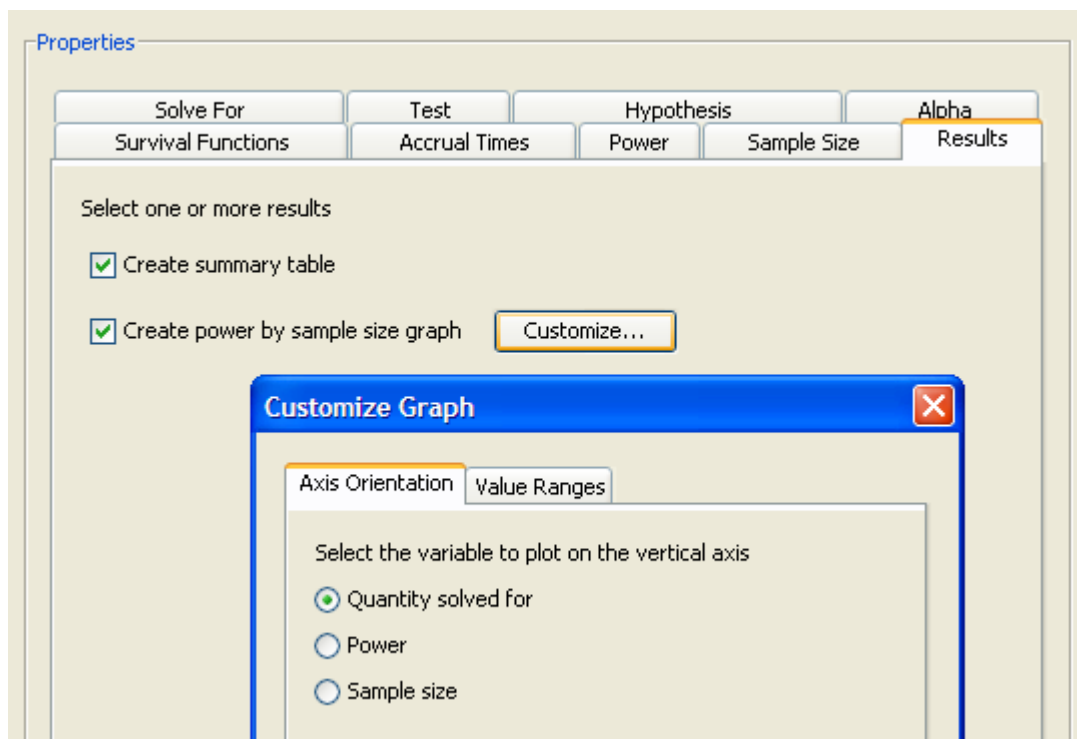 Properties
Solve For Test Hypothesis Alpha
Survival Functions Accrual Times Power Sample Size Results
Select one or more results
Create summary table
Create power by sample size graph Customize...
Customize Graph
Axis Orientation Value Ranges
Select the variable to plot on the vertical axis
Quantity solved for
Power
Sample size